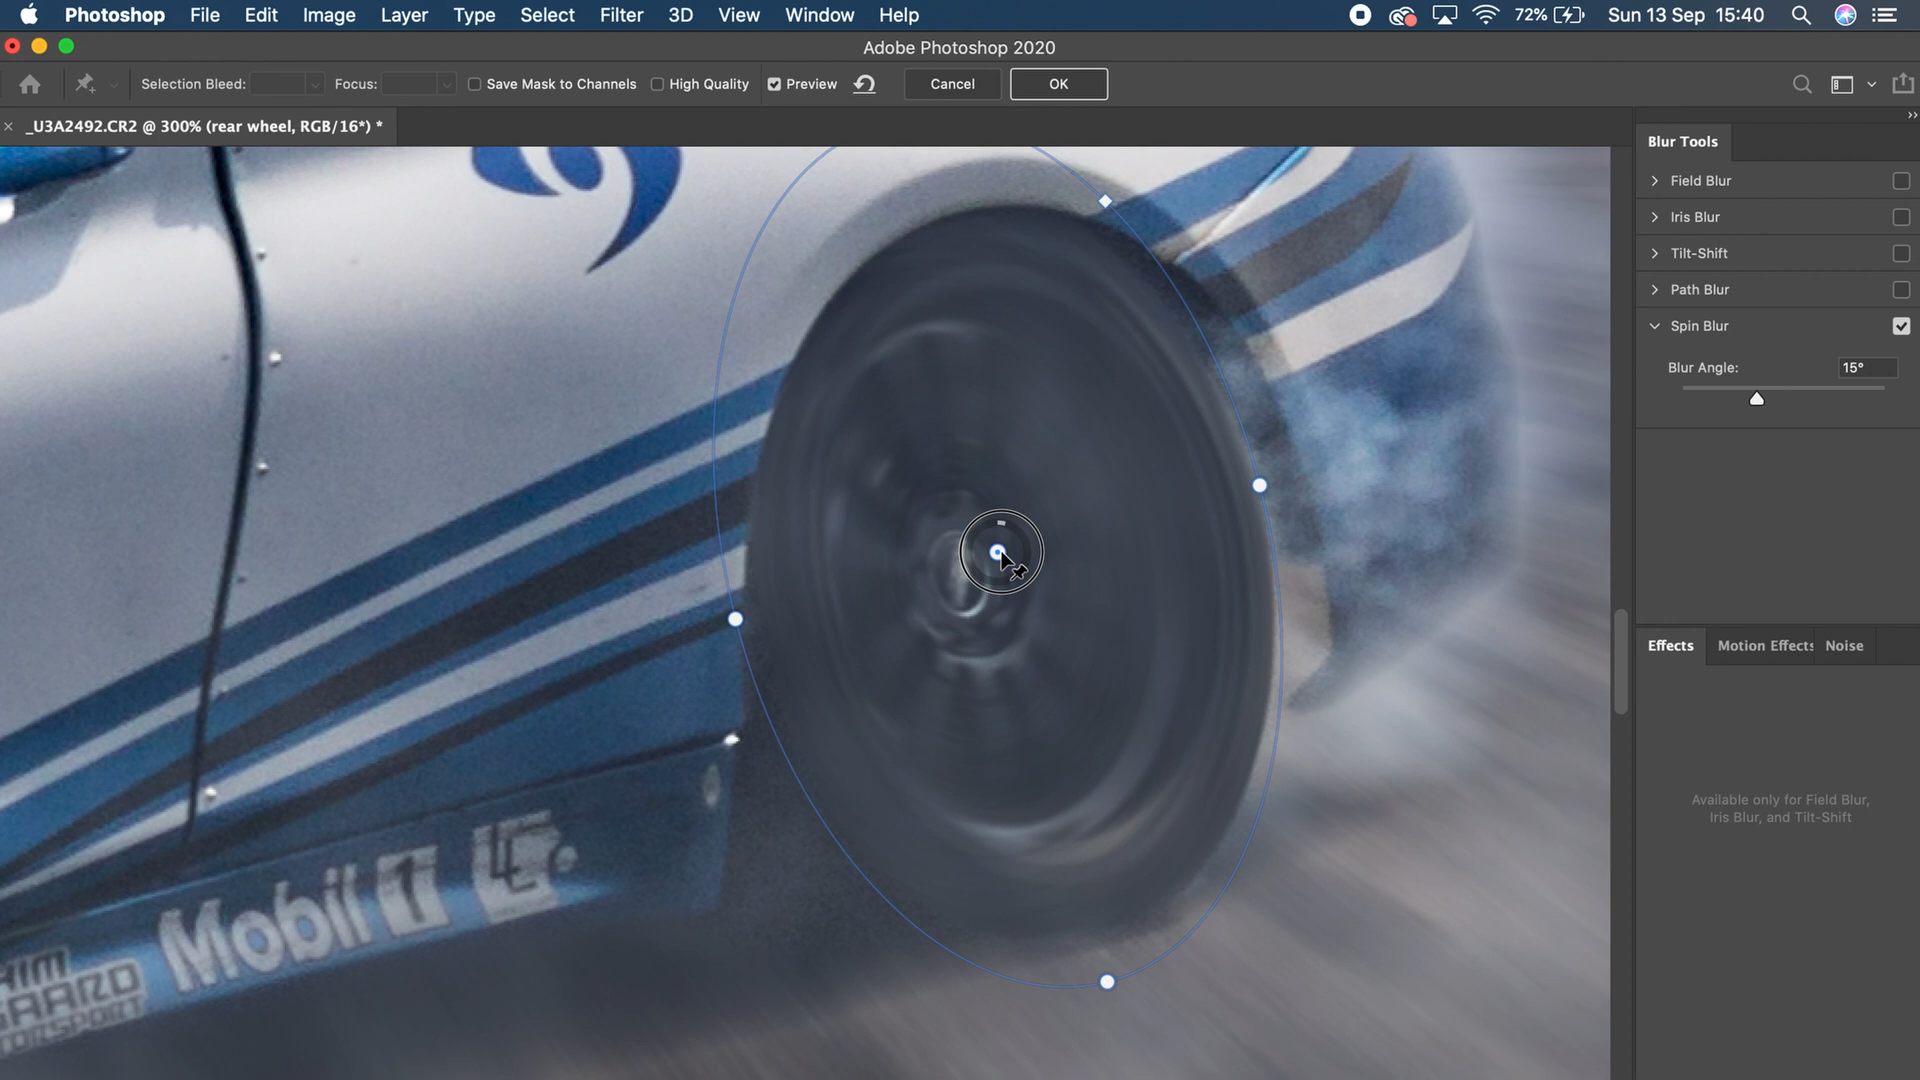 Photoshop File Edit Image Layer Type Select Filter 3D View Window Help 72% Sun 13 Sep 15:40
Adobe Photoshop 2020
Selection Bleed: Focus: Save Mask to Channels High Quality Preview Cancel OK
_U3A2492.CR2 @ 300% (rear wheel, RGB/16*) *
Blur Tools
Field Blur
Iris Blur
Tilt-Shift
Path Blur
Spin Blur
Blur Angle: 15°
Effects Motion Effects Noise
Available only for Field Blur,
Iris Blur, and Tilt-Shift
Mobil 1